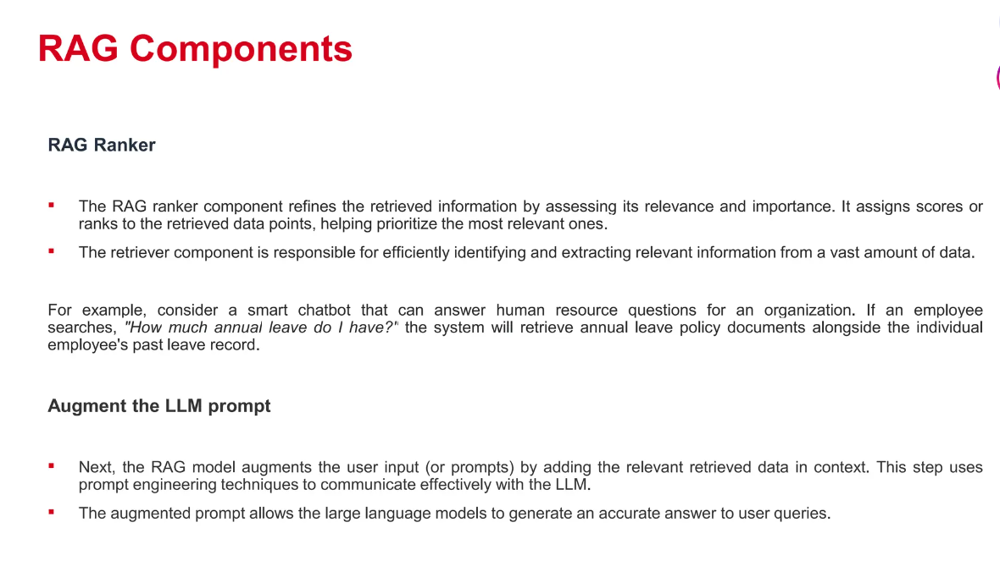 RAG Components
RAG Ranker
▪ The RAG ranker component refines the retrieved information by assessing its relevance and importance. It assigns scores or
ranks to the retrieved data points, helping prioritize the most relevant ones.
▪ The retriever component is responsible for efficiently identifying and extracting relevant information from a vast amount of data.
For example, consider a smart chatbot that can answer human resource questions for an organization. If an employee
searches, "How much annual leave do I have?" the system will retrieve annual leave policy documents alongside the individual
employee's past leave record.
Augment the LLM prompt
▪ Next, the RAG model augments the user input (or prompts) by adding the relevant retrieved data in context. This step uses
prompt engineering techniques to communicate effectively with the LLM.
▪ The augmented prompt allows the large language models to generate an accurate answer to user queries.